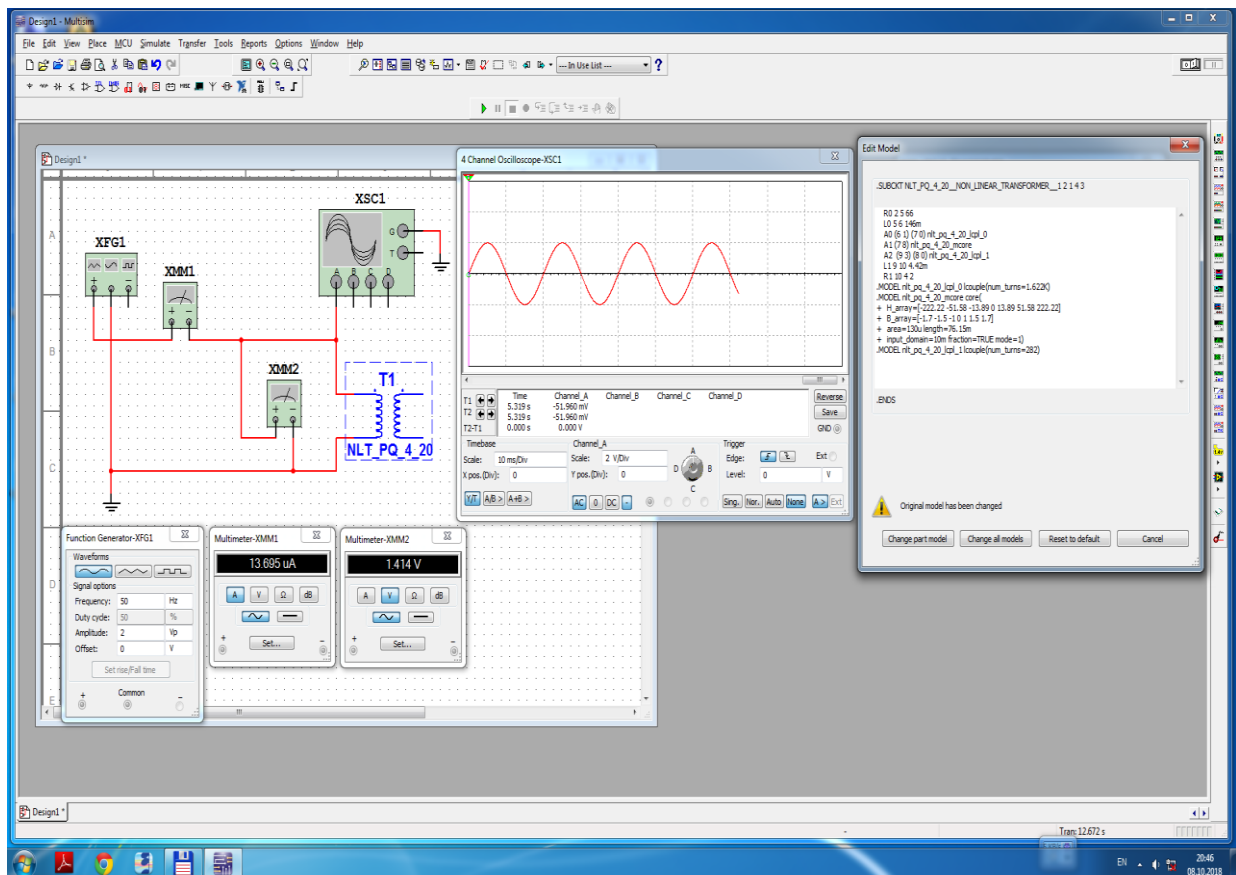 Design1 - Multisim
File Edit View Place MCU Simulate Transfer Tools Reports Options Window Help
--- In Use List ---
?
Design1 *
A
B
C
D
E
XFG1
XMM1
XSC1
G
T
A B C D
XMM2
T1
NLT_PQ_4_20
4 Channel Oscilloscope-XSC1
Time Channel_A Channel_B Channel_C Channel_D
T1 5.319 s -51.960 mV
T2 5.319 s -51.960 mV
T2-T1 0.000 s 0.000 V
Reverse
Save
GND
Timebase
Scale: 10 ms/Div
X pos.(Div): 0
Y/T A/B > A+B >
Channel_A
Scale: 2 V/Div
Y pos.(Div): 0
AC 0 DC -
A
B
C
D
Trigger
Edge: Ext
Level: 0 V
Sing. Nor. Auto None A > Ext
Edit Model
.SUBCKT NLT_PQ_4_20__NON_LINEAR_TRANSFORMER__1 2 1 4 3
R0 2 5 66
L0 5 6 146m
A0 (6 1) (7 0) nlt_pq_4_20_lcpl_0
A1 (7 8) nlt_pq_4_20_mcore
A2 (9 3) (8 0) nlt_pq_4_20_lcpl_1
L1 9 10 4.42m
R1 10 4 2
.MODEL nlt_pq_4_20_lcpl_0 lcouple(num_turns=1.622K)
.MODEL nlt_pq_4_20_mcore core(
+ H_array=[-222.22 -51.58 -13.89 0 13.89 51.58 222.22]
+ B_array=[-1.7 -1.5 -1 0 1 1.5 1.7]
+ area=130u length=76.15m
+ input_domain=10m fraction=TRUE mode=1)
.MODEL nlt_pq_4_20_lcpl_1 lcouple(num_turns=282)
.ENDS
Original model has been changed
Change part model Change all models Reset to default Cancel
Function Generator-XFG1
Waveforms
Signal options
Frequency: 50 Hz
Duty cycle: 50 %
Amplitude: 2 Vp
Offset: 0 V
Set rise/Fall time
+ Common -
Multimeter-XMM1
13.695 uA
A V Ω dB
+ Set... -
Multimeter-XMM2
1.414 V
A V Ω dB
+ Set... -
Design1 *
- Tran: 12.672 s
EN 20:46
08.10.2018